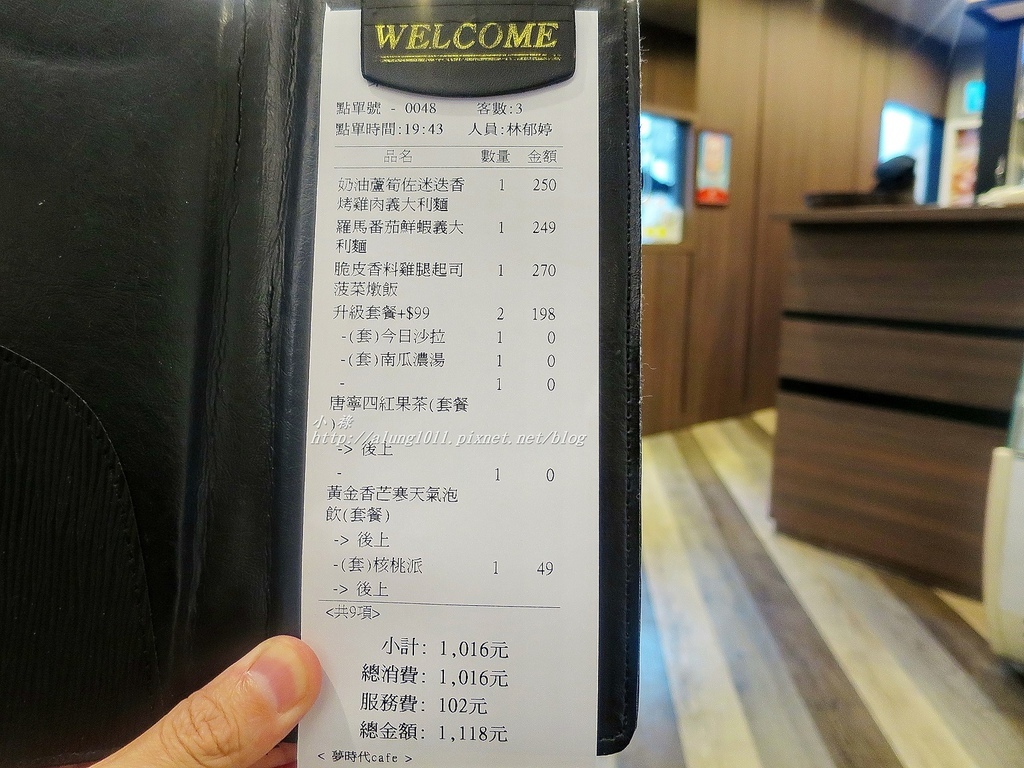 WELCOME
點單號 - 0048 客數:3
點單時間:19:43 人員:林郁婷
品名 數量 金額
奶油蘆筍佐迷迭香 1 250
烤雞肉義大利麵
羅馬番茄鮮蝦義大 1 249
利麵
脆皮香料雞腿起司 1 270
菠菜燉飯
升級套餐+$99 2 198
-(套)今日沙拉 1 0
-(套)南瓜濃湯 1 0
- 1 0
唐寧四紅果茶(套餐
)
小祿
http://alung1011.pixnet.net/blog
-> 後上
- 1 0
黃金香芒寒天氣泡
飲(套餐)
-> 後上
-(套)核桃派 1 49
-> 後上
<共9項>
小計: 1,016元
總消費: 1,016元
服務費: 102元
總金額: 1,118元
< 夢時代cafe >